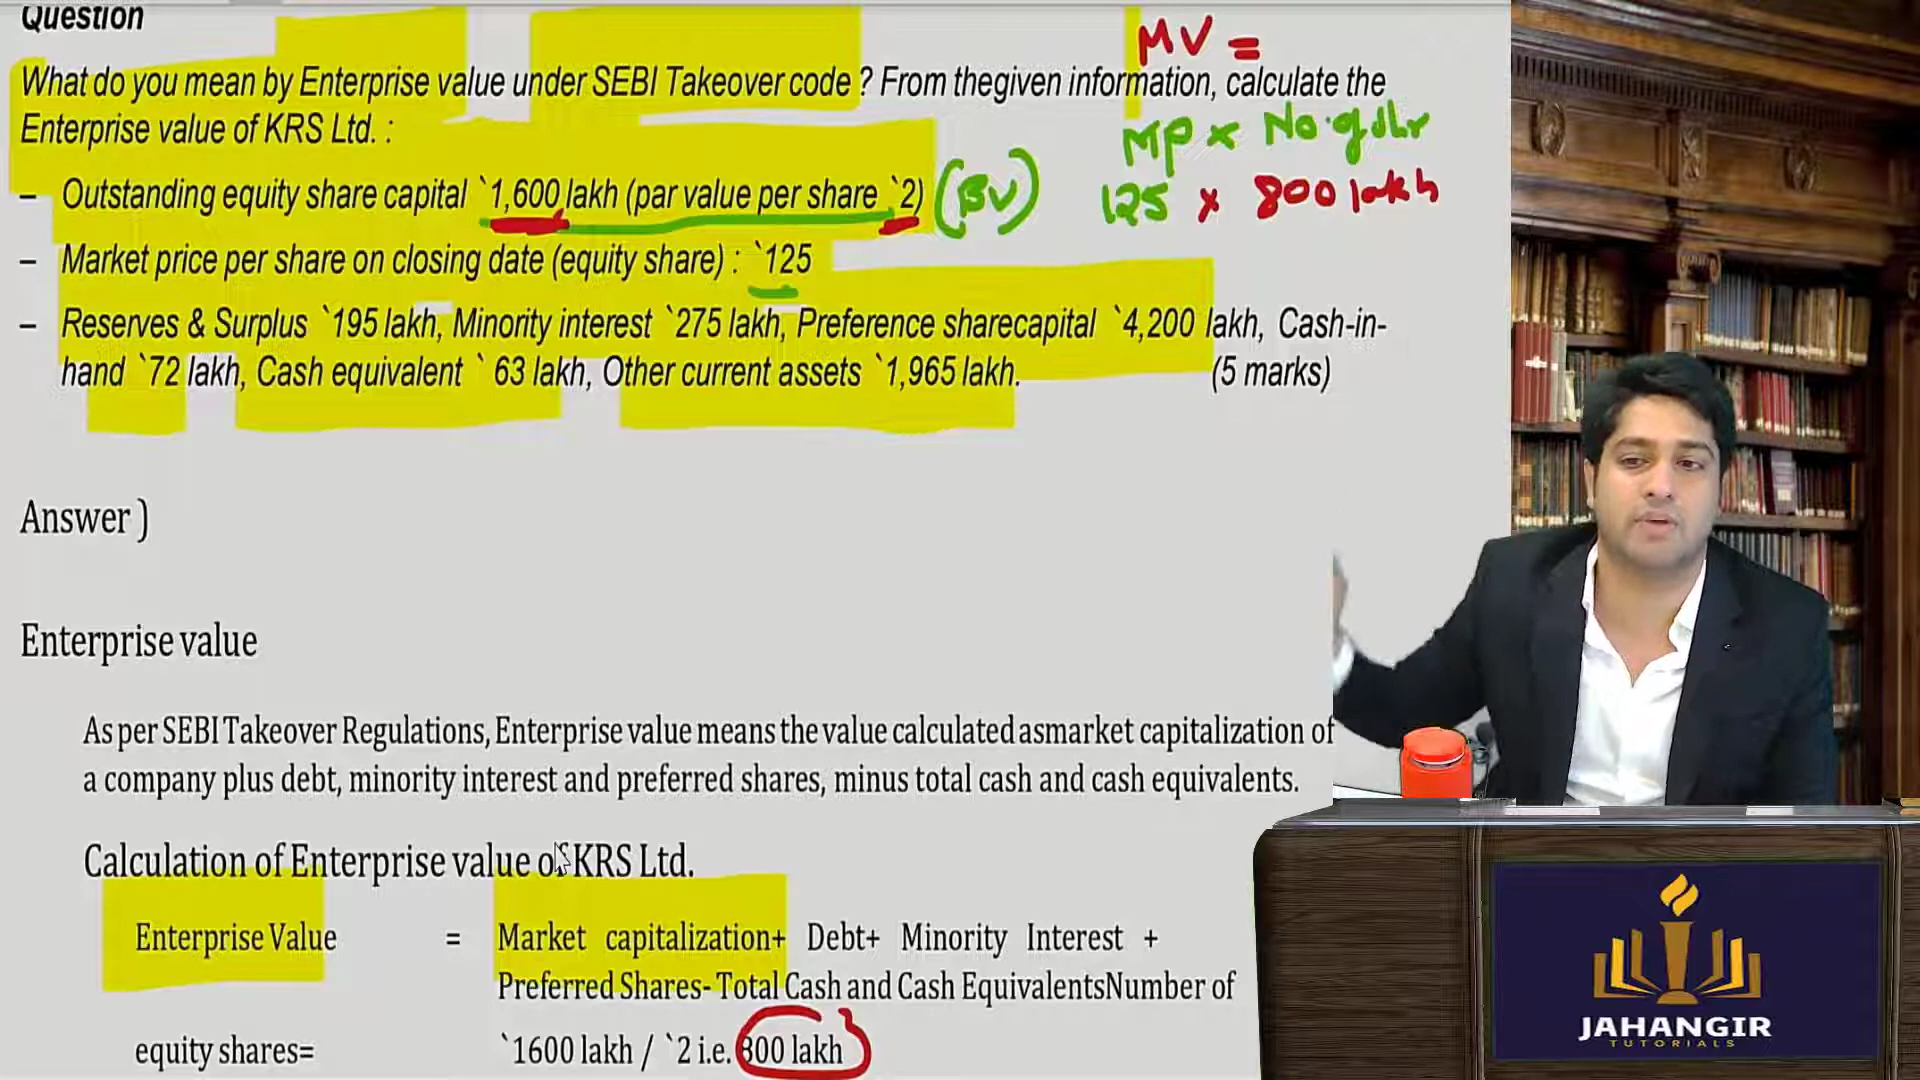 Question
MV =
What do you mean by Enterprise value under SEBI Takeover code ? From thegiven information, calculate the
Enterprise value of KRS Ltd. :
MP x No. of shr
– Outstanding equity share capital `1,600 lakh (par value per share `2) (BV)
125 x 800 lakh
– Market price per share on closing date (equity share) : `125
– Reserves & Surplus `195 lakh, Minority interest `275 lakh, Preference sharecapital `4,200 lakh, Cash-in-
hand `72 lakh, Cash equivalent ` 63 lakh, Other current assets `1,965 lakh. (5 marks)
Answer )
Enterprise value
As per SEBI Takeover Regulations, Enterprise value means the value calculated asmarket capitalization of
a company plus debt, minority interest and preferred shares, minus total cash and cash equivalents.
Calculation of Enterprise value of KRS Ltd.
Enterprise Value = Market capitalization+ Debt+ Minority Interest +
Preferred Shares- Total Cash and Cash EquivalentsNumber of
equity shares= `1600 lakh / `2 i.e. 800 lakh
JAHANGIR
TUTORIALS